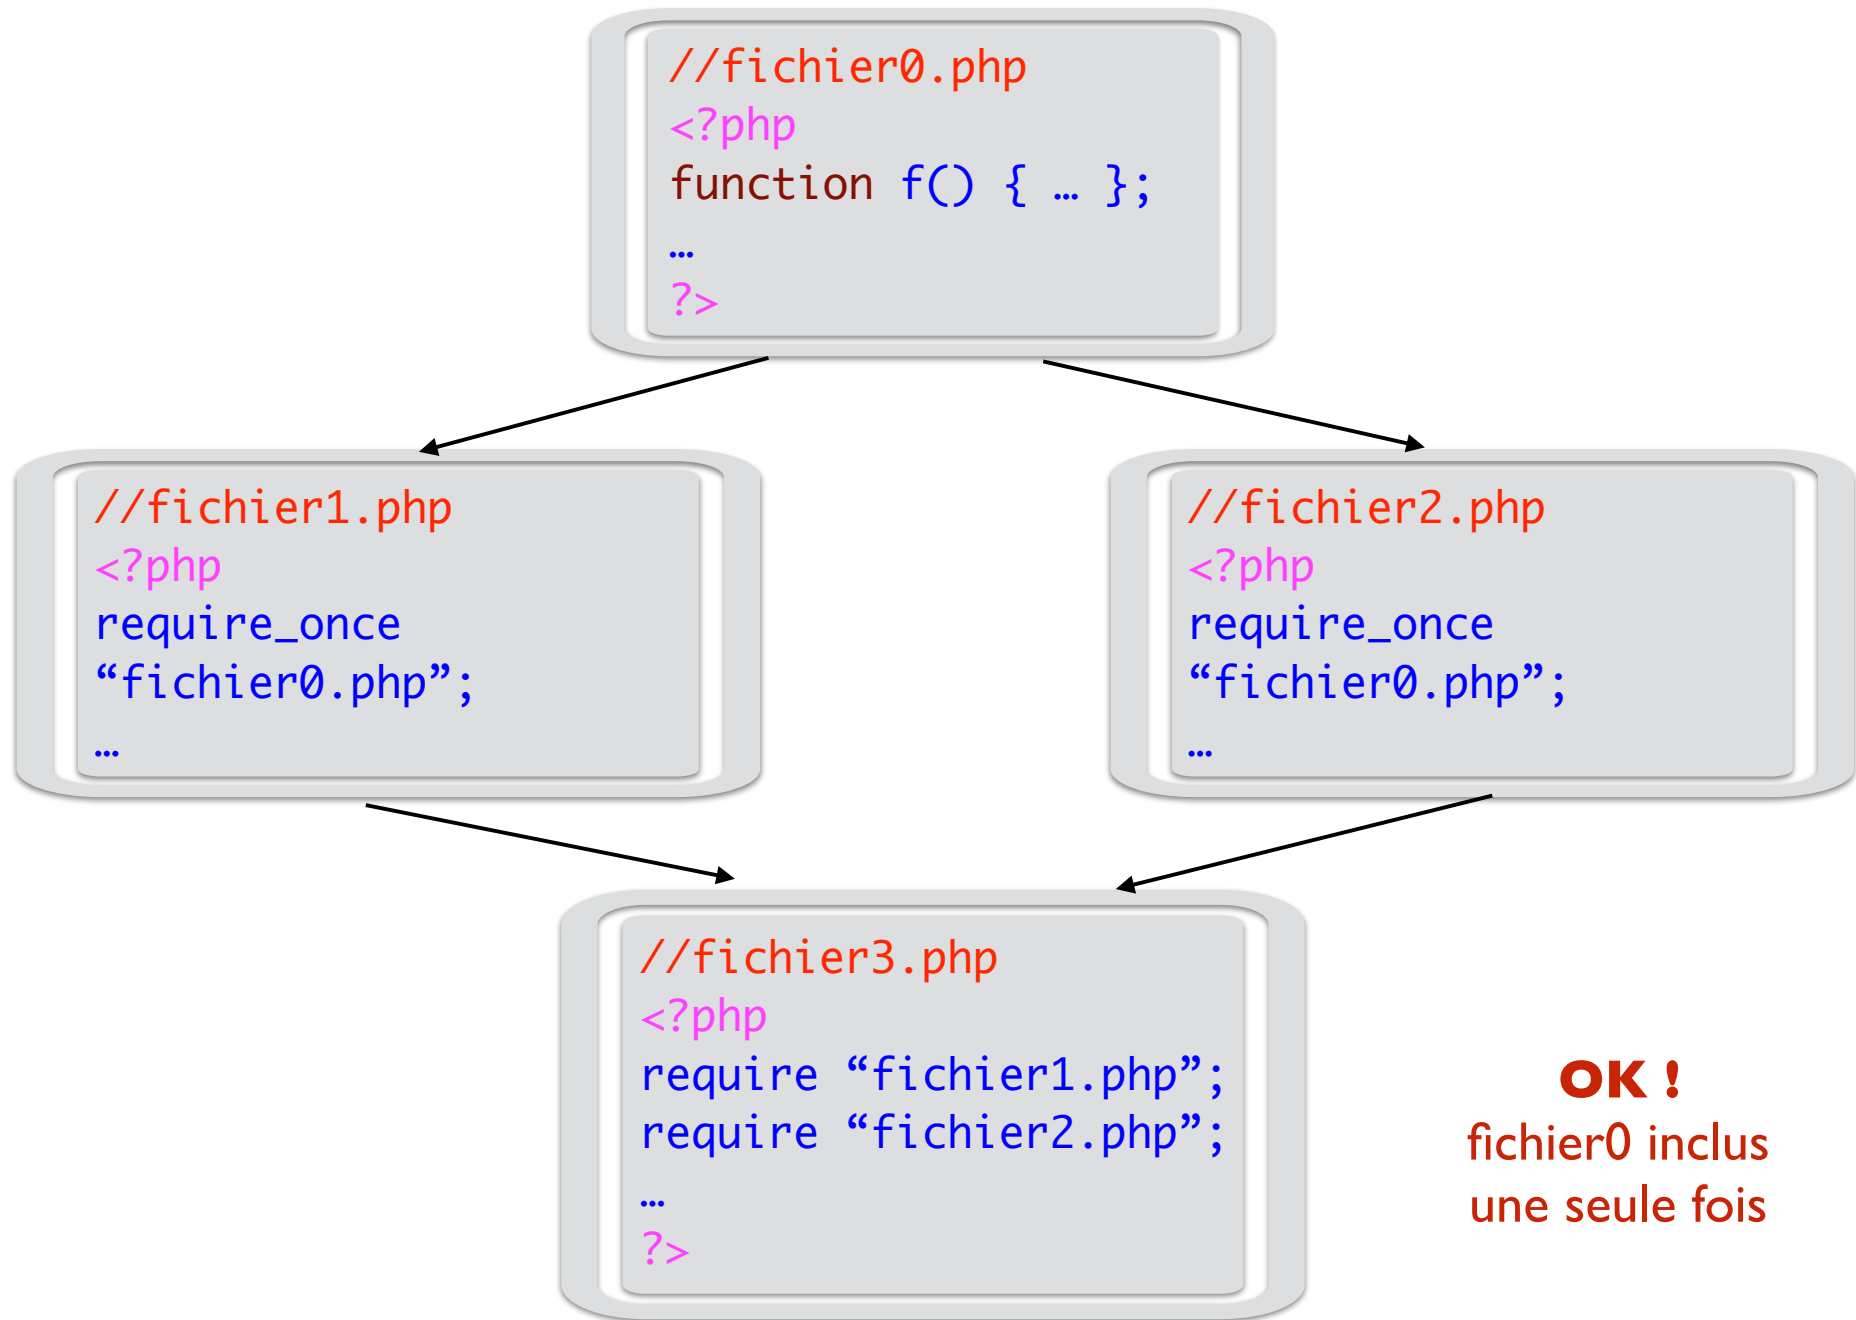 //fichier0.php
<?php
function f() { … };
…
?>
//fichier1.php
<?php
require_once
“fichier0.php”;
…
//fichier2.php
<?php
require_once
“fichier0.php”;
…
//fichier3.php
<?php
require “fichier1.php”;
require “fichier2.php”;
…
?>
OK !
fichier0 inclus
une seule fois